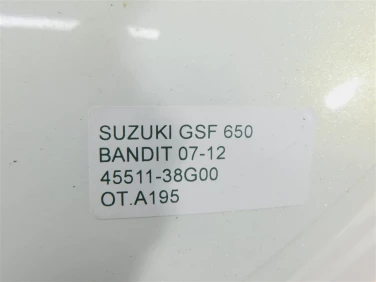 SUZUKI GSF 650
BANDIT 07-12
45511-38G00
OT.A195